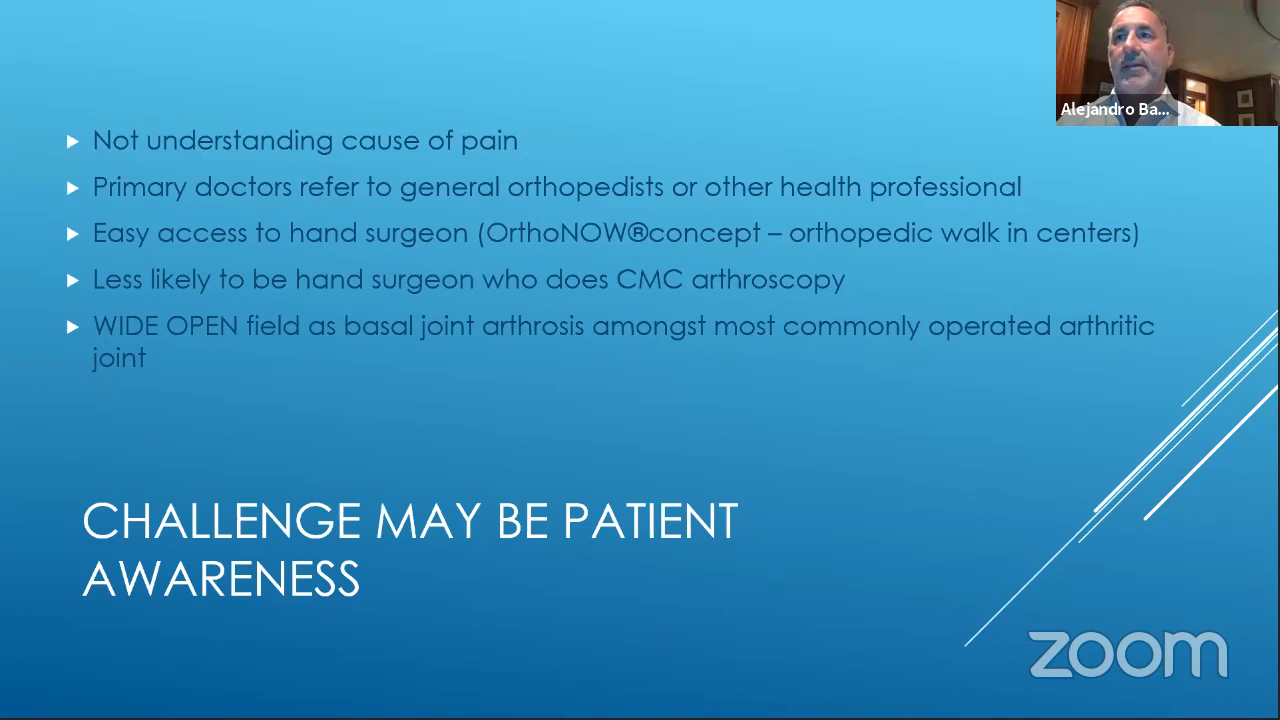 Alejandro Ba...
Not understanding cause of pain
Primary doctors refer to general orthopedists or other health professional
Easy access to hand surgeon (OrthoNOW®concept – orthopedic walk in centers)
Less likely to be hand surgeon who does CMC arthroscopy
WIDE OPEN field as basal joint arthrosis amongst most commonly operated arthritic
joint
CHALLENGE MAY BE PATIENT
AWARENESS
zoom